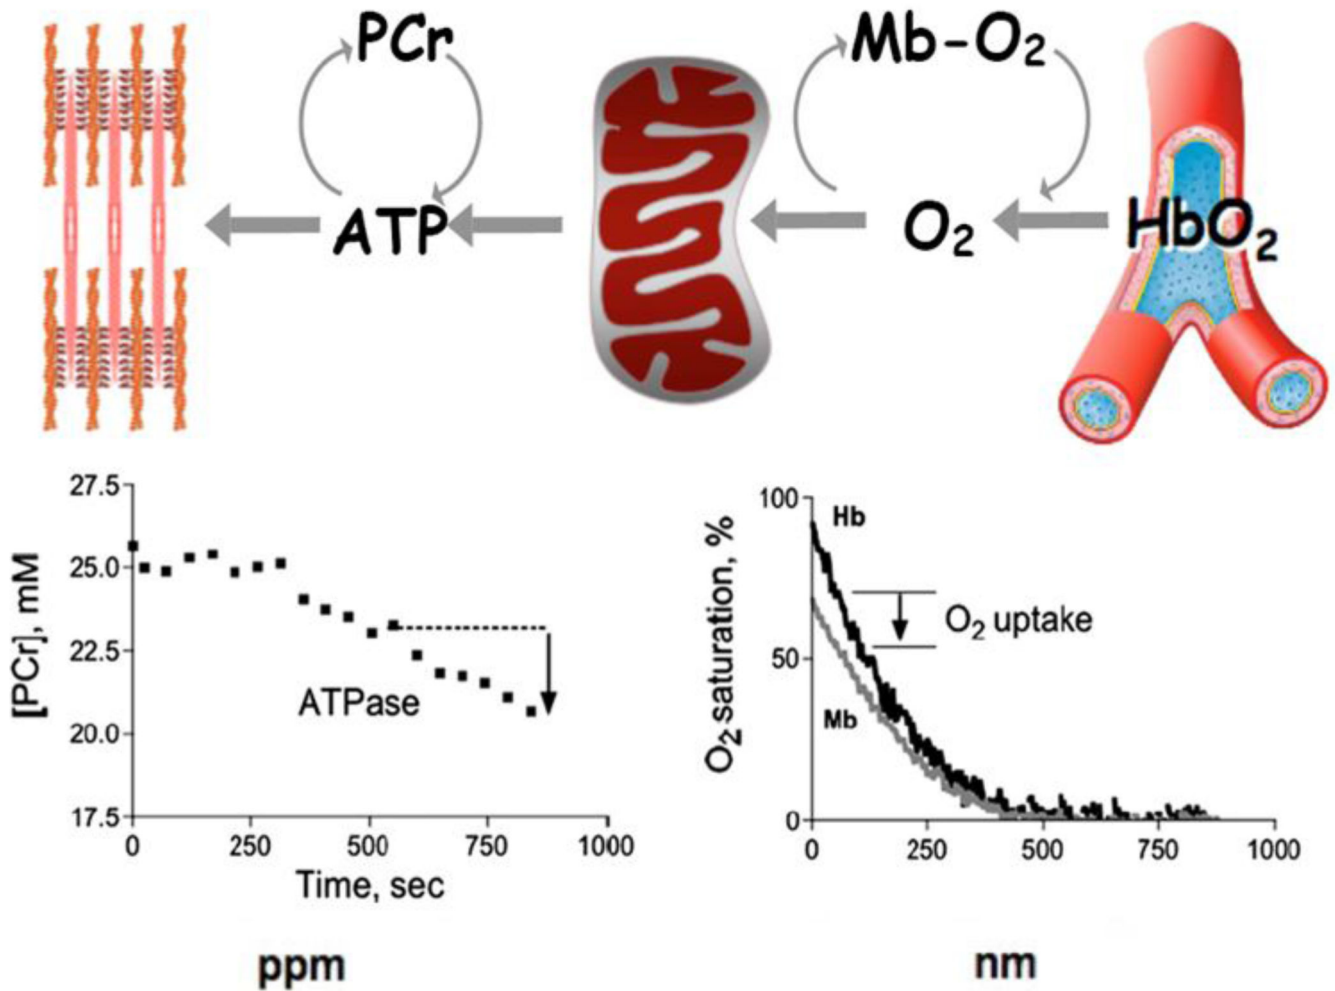 PCr
Mb-O₂
ATP
O₂
HbO₂
[PCr], mM
27.5
25.0
22.5
20.0
17.5
ATPase
0
250
500
750
1000
Time, sec
ppm
O₂ saturation, %
100
50
0
Hb
O₂ uptake
Mb
0
250
500
750
1000
nm